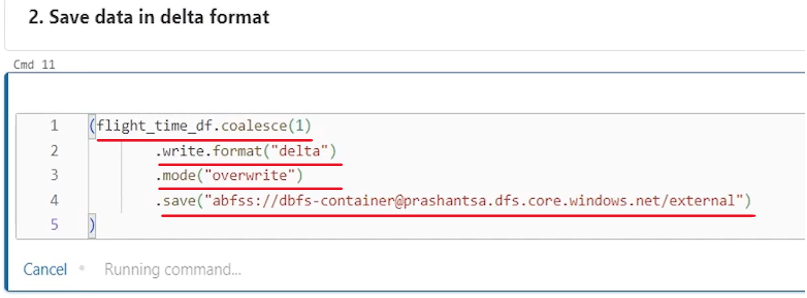 2. Save data in delta format
Cmd 11
1 (flight_time_df.coalesce(1)
2 .write.format("delta")
3 .mode("overwrite")
4 .save("abfss://dbfs-container@prashantsa.dfs.core.windows.net/external")
5 )
Cancel • Running command...